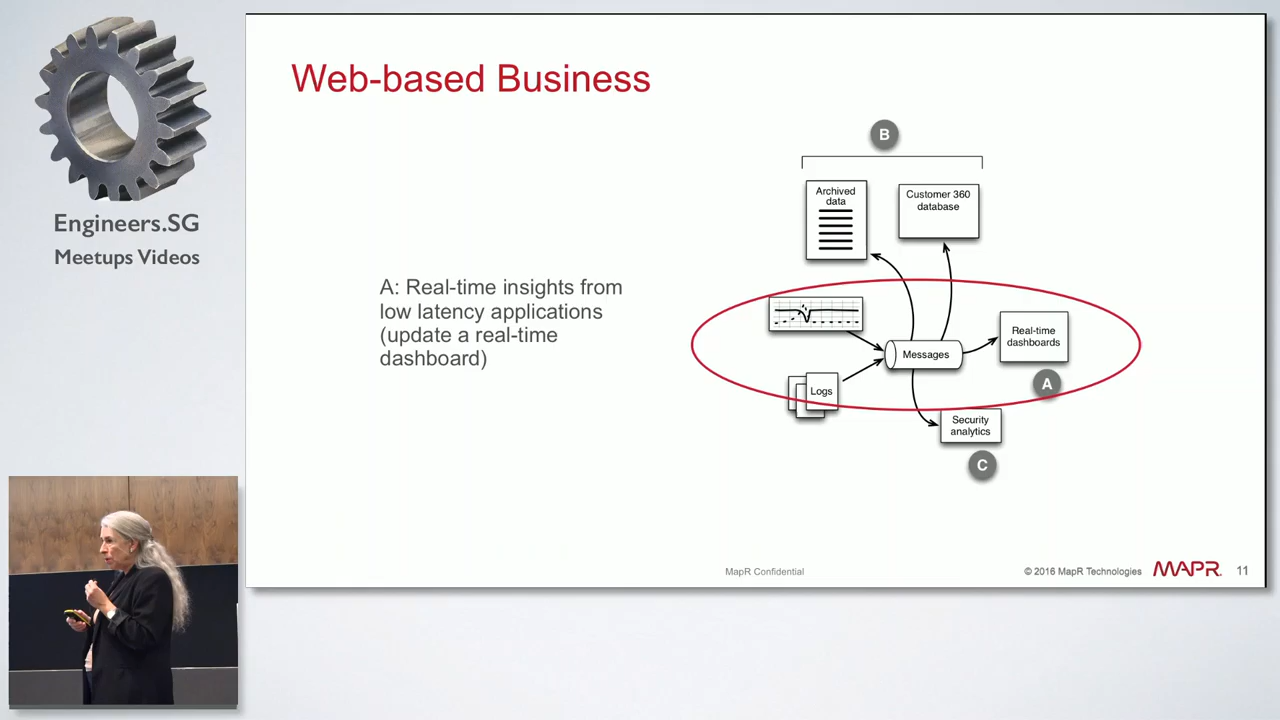 Engineers.SG
Meetups Videos
Web-based Business
A: Real-time insights from
low latency applications
(update a real-time
dashboard)
B
Archived
data
Customer 360
database
Messages
Real-time
dashboards
A
Logs
Security
analytics
C
MapR Confidential
© 2016 MapR Technologies
MAPR.
11